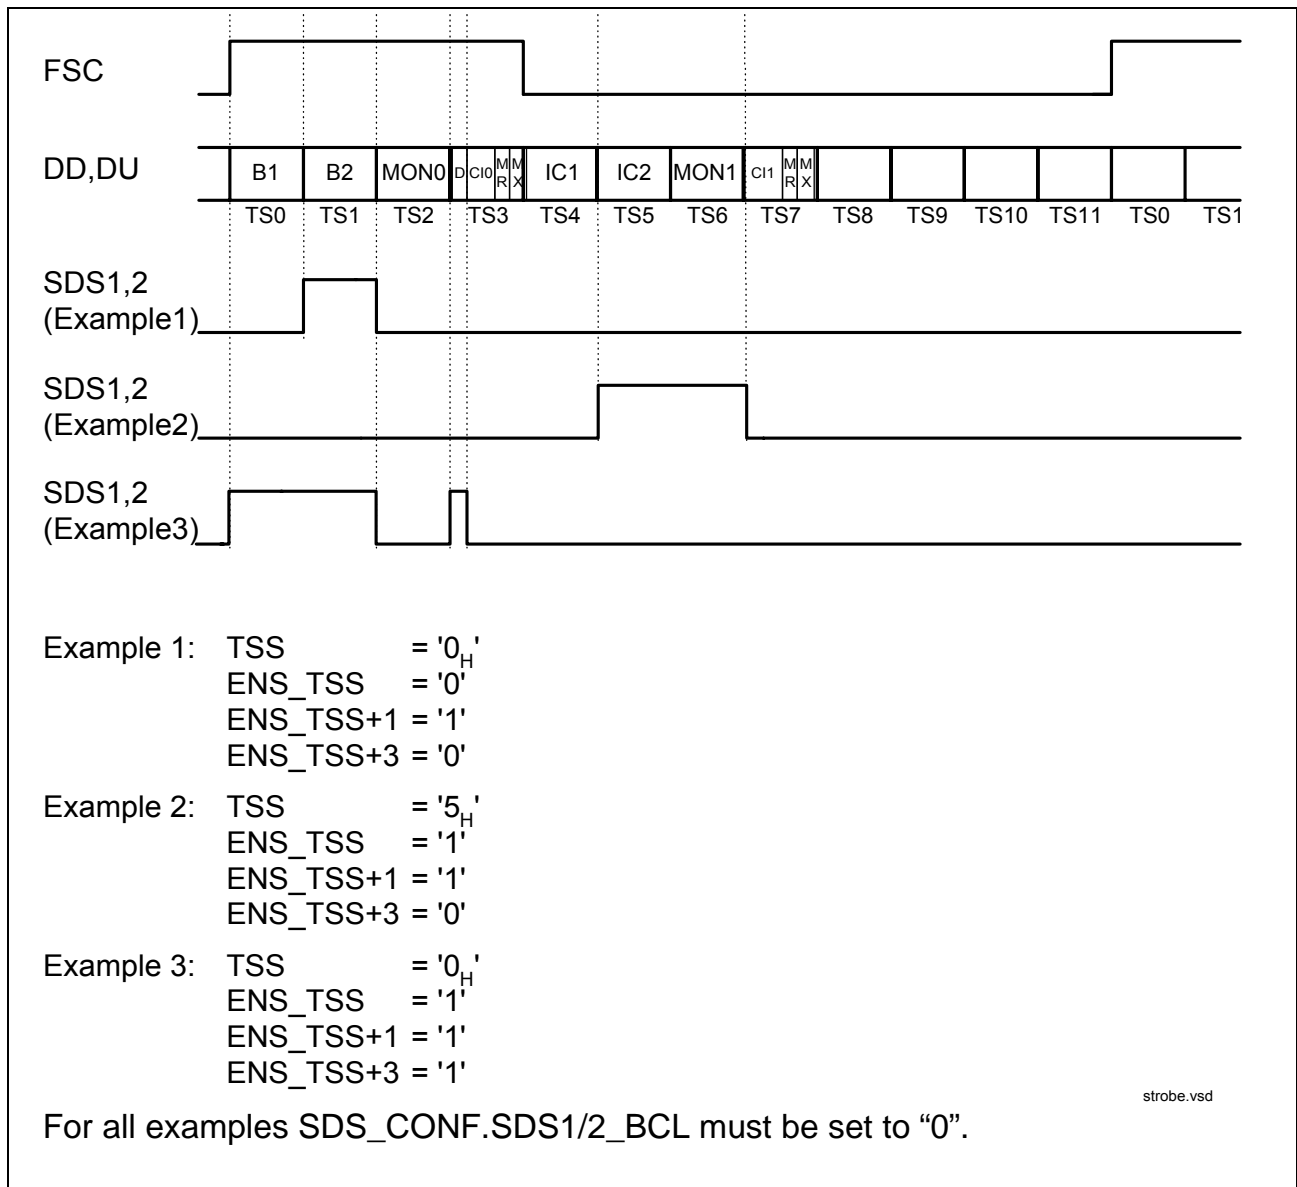 FSC
DD,DU
B1 B2 MON0 D CI0 MR MX IC1 IC2 MON1 CI1 MR MX
TS0 TS1 TS2 TS3 TS4 TS5 TS6 TS7 TS8 TS9 TS10 TS11 TS0 TS1
SDS1,2
(Example1)
SDS1,2
(Example2)
SDS1,2
(Example3)
Example 1: TSS = '0H'
ENS_TSS = '0'
ENS_TSS+1 = '1'
ENS_TSS+3 = '0'
Example 2: TSS = '5H'
ENS_TSS = '1'
ENS_TSS+1 = '1'
ENS_TSS+3 = '0'
Example 3: TSS = '0H'
ENS_TSS = '1'
ENS_TSS+1 = '1'
ENS_TSS+3 = '1'
strobe.vsd
For all examples SDS_CONF.SDS1/2_BCL must be set to “0”.